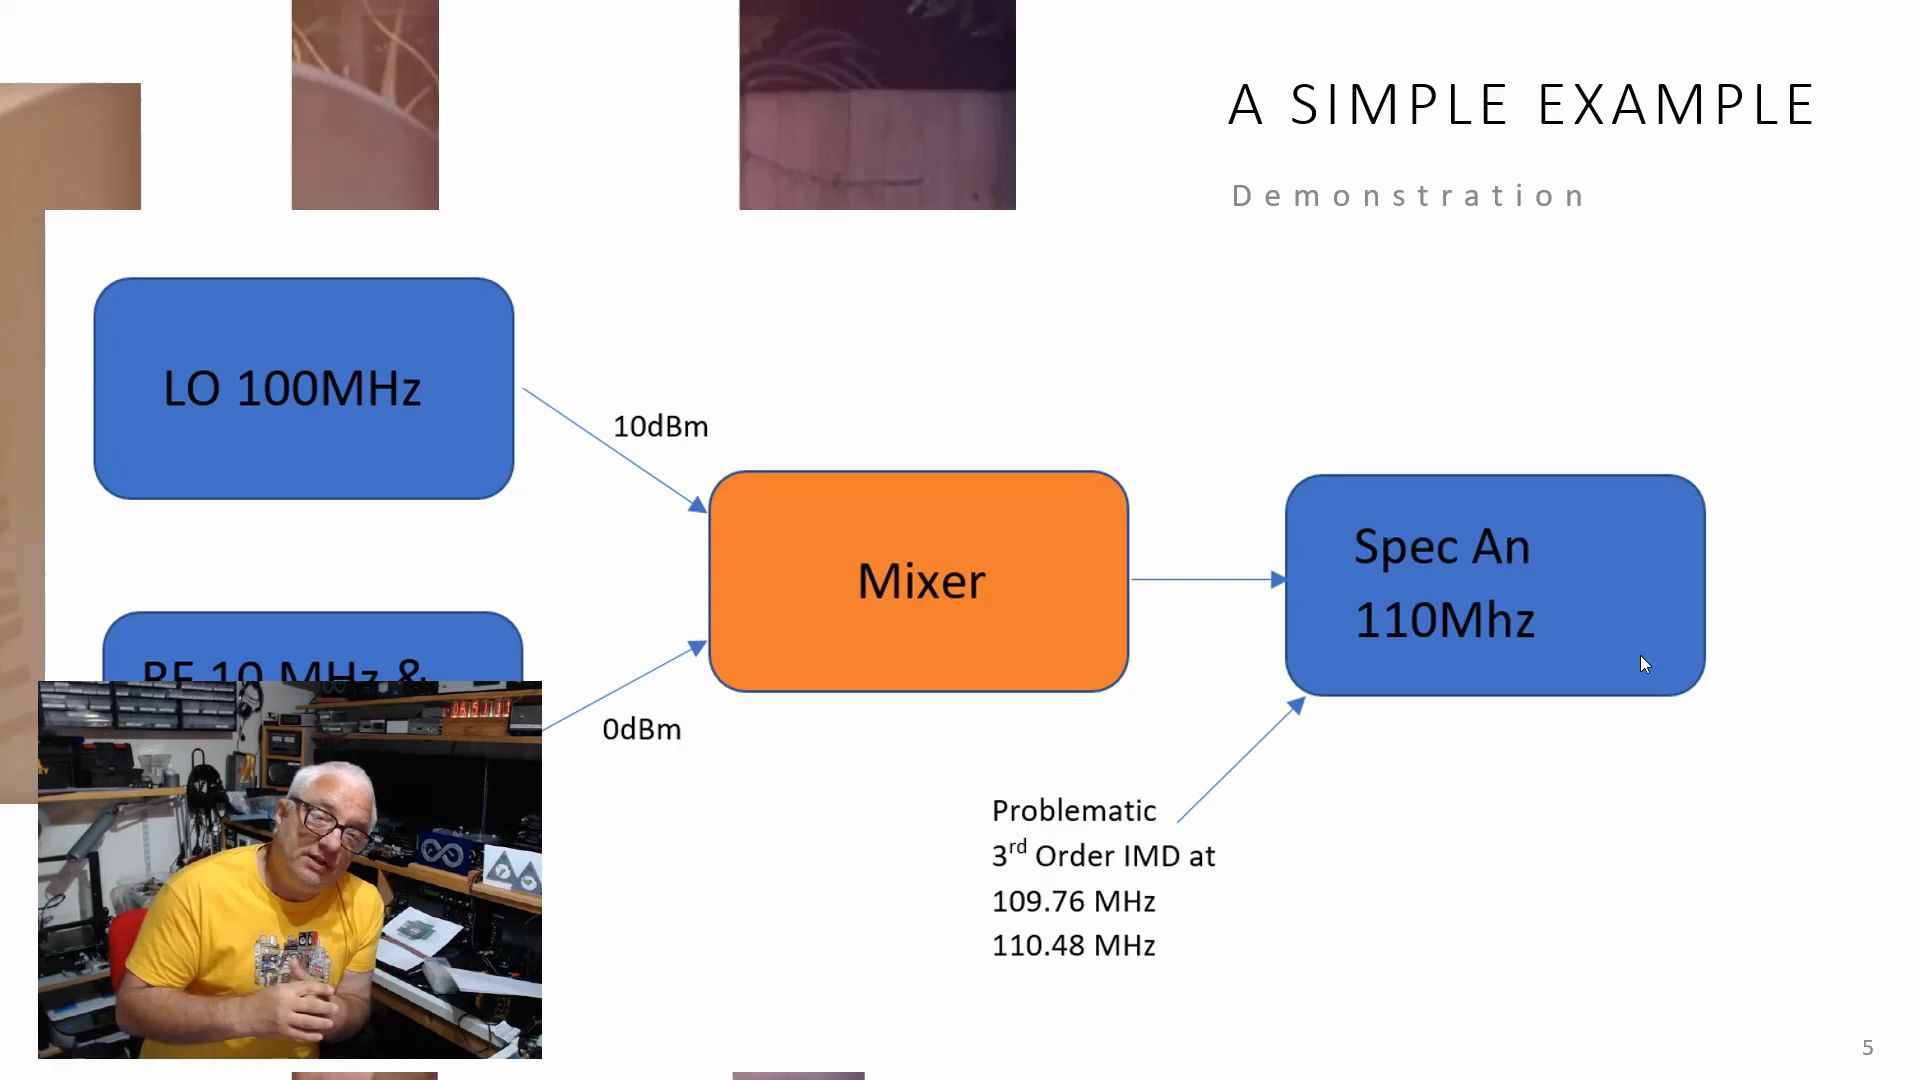 A SIMPLE EXAMPLE
Demonstration
LO 100MHz
10dBm
Mixer
Spec An
110Mhz
RF 10 MHz &
0dBm
Problematic
3rd Order IMD at
109.76 MHz
110.48 MHz
5